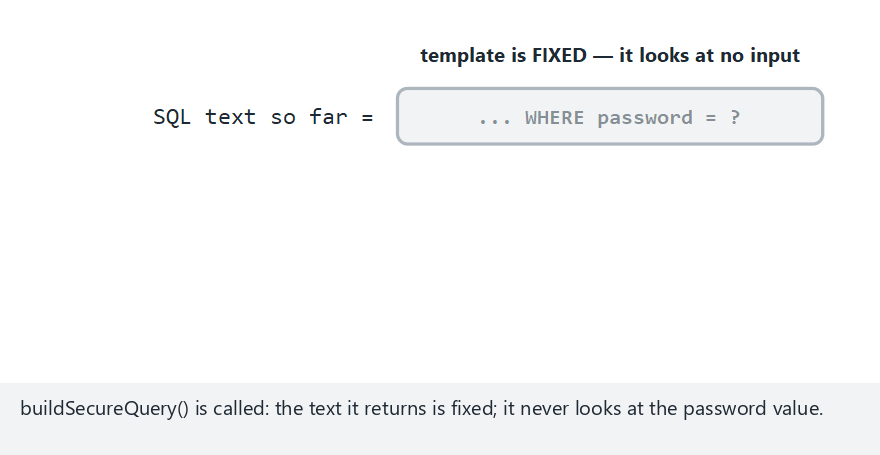 template is FIXED — it looks at no input
SQL text so far = ... WHERE password = ?
buildSecureQuery() is called: the text it returns is fixed; it never looks at the password value.